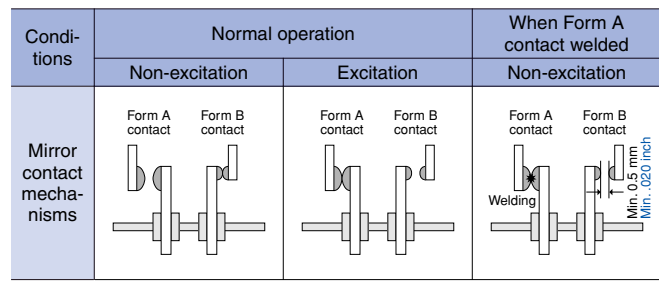 Condi-
tions
Normal operation
When Form A
contact welded
Non-excitation
Excitation
Non-excitation
Mirror
contact
mecha-
nisms
Form A
contact
Form B
contact
Form A
contact
Form B
contact
Form A
contact
Form B
contact
Welding
Min. 0.5 mm
Min. .020 inch